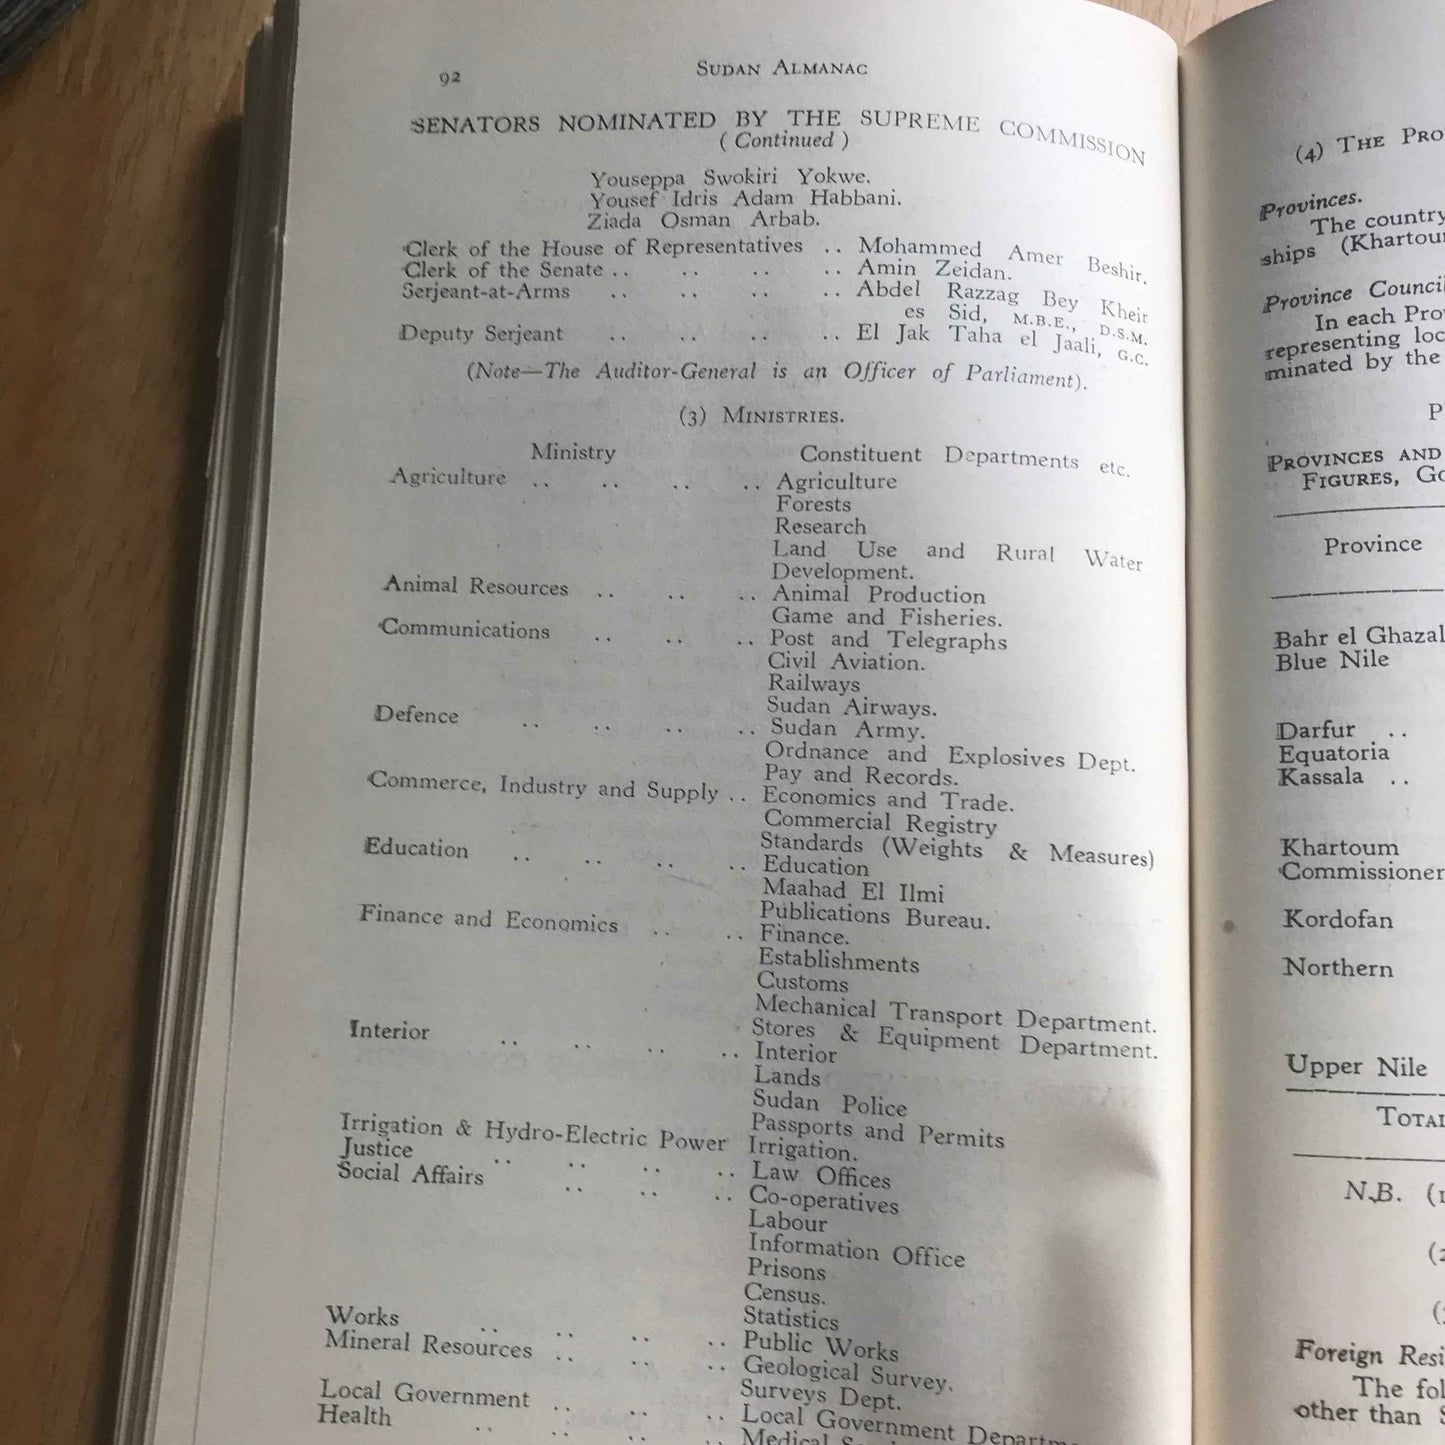 92
SUDAN ALMANAC
SENATORS NOMINATED BY THE SUPREME COMMISSION
(Continued)
Youseppa Swokiri Yokwe.
Yousef Idris Adam Habbani.
Ziada Osman Arbab.
Clerk of the House of Representatives .. Mohammed Amer Beshir.
Clerk of the Senate .. .. .. .. Amin Zeidan.
Serjeant-at-Arms .. .. .. .. Abdel Razzag Bey Kheir
es Sid, M.B.E., D.S.M.
Deputy Serjeant .. .. .. .. El Jak Taha el Jaali, G.C.
(Note—The Auditor-General is an Officer of Parliament).
(3) MINISTRIES.
Ministry Constituent Departments etc.
Agriculture .. .. .. .. Agriculture
Forests
Research
Land Use and Rural Water
Development.
Animal Resources .. .. .. Animal Production
Game and Fisheries.
Communications .. .. .. Post and Telegraphs
Civil Aviation.
Railways
Sudan Airways.
Defence .. .. .. .. Sudan Army.
Ordnance and Explosives Dept.
Pay and Records.
Commerce, Industry and Supply .. Economics and Trade.
Commercial Registry
Standards (Weights & Measures)
Education .. .. .. .. Education
Maahad El Ilmi
Publications Bureau.
Finance and Economics .. .. Finance.
Establishments
Customs
Mechanical Transport Department.
Stores & Equipment Department.
Interior .. .. .. .. Interior
Lands
Sudan Police
Passports and Permits
Irrigation & Hydro-Electric Power Irrigation.
Justice .. .. .. .. Law Offices
Social Affairs .. .. .. Co-operatives
Labour
Information Office
Prisons
Census.
Statistics
Works .. .. .. .. Public Works
Mineral Resources .. .. .. Geological Survey.
Surveys Dept.
Local Government .. .. .. Local Government
Health .. .. .. .. Medical
(4) THE PRO
Provinces.
The country
ships (Khartou
Province Council
In each Pro
representing loc
minated by the
P
PROVINCES AND
FIGURES, GO
Province
Bahr el Ghazal
Blue Nile
Darfur ..
Equatoria
Kassala ..
Khartoum
Commissioner
Kordofan
Northern
Upper Nile
TOTAL
N.B. (1
(2
(
Foreign Resi
The fol
other than S